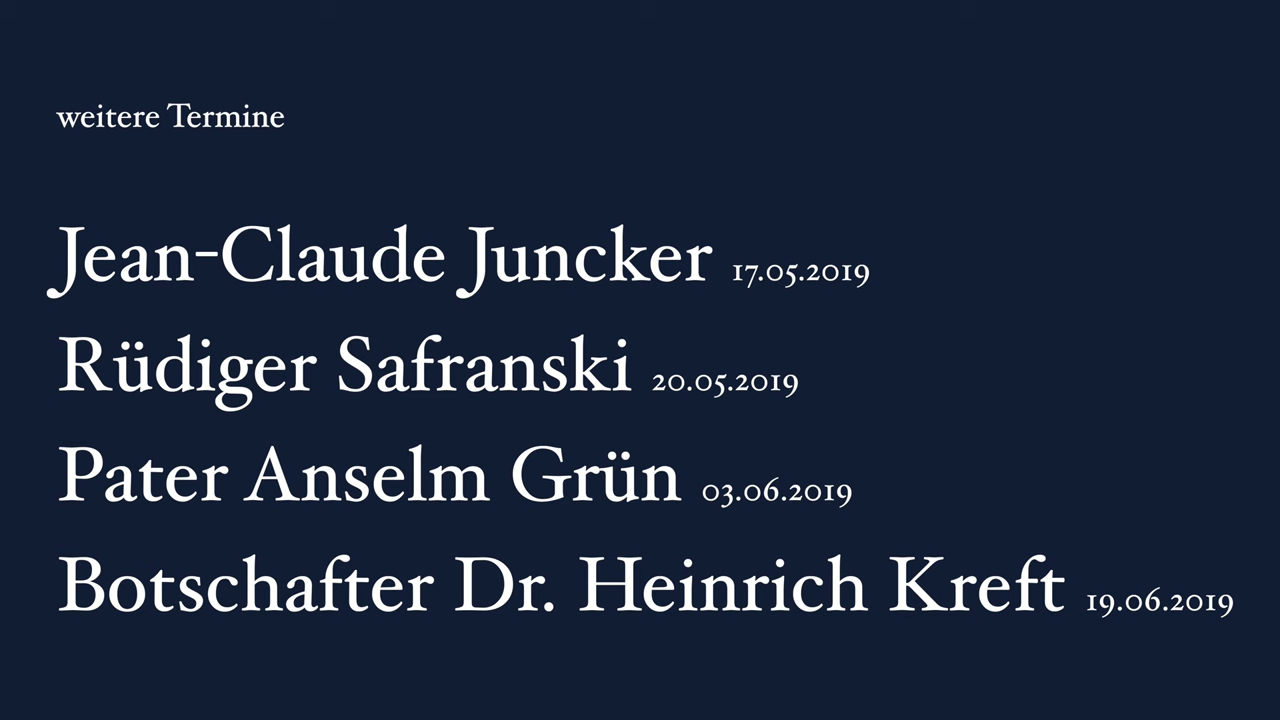 weitere Termine
Jean-Claude Juncker 17.05.2019
Rüdiger Safranski 20.05.2019
Pater Anselm Grün 03.06.2019
Botschafter Dr. Heinrich Kreft 19.06.2019